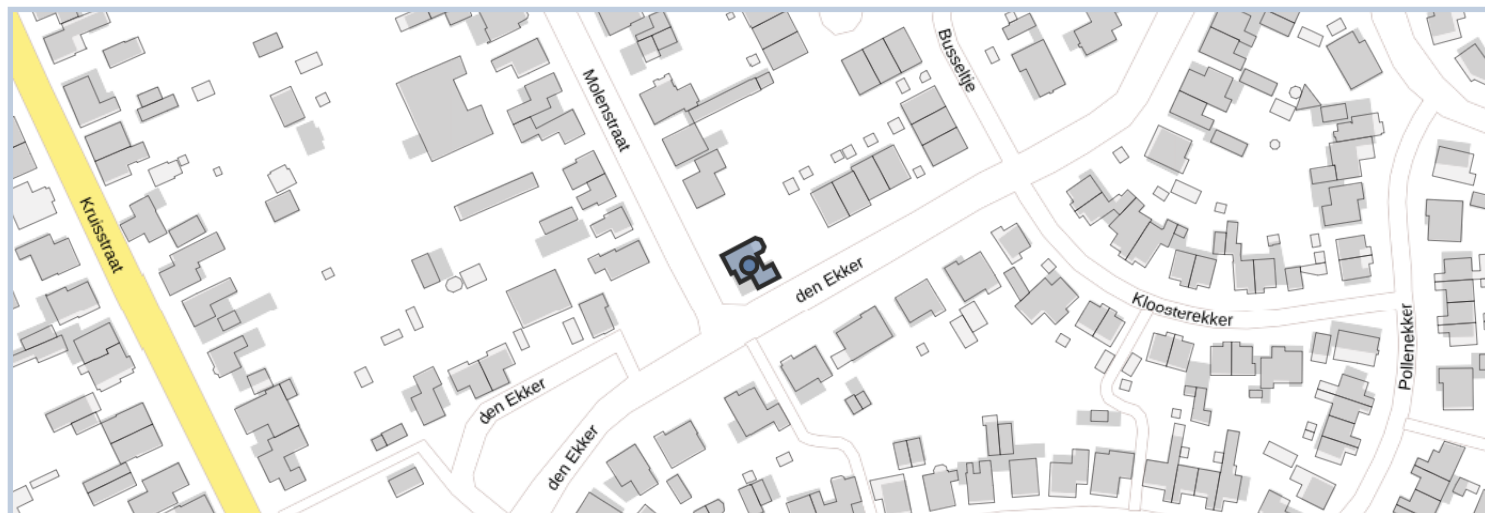 Busseltje
Molenstraat
Kruisstraat
den Ekker
Kloosterekker
Pollenekker
den Ekker
den Ekker